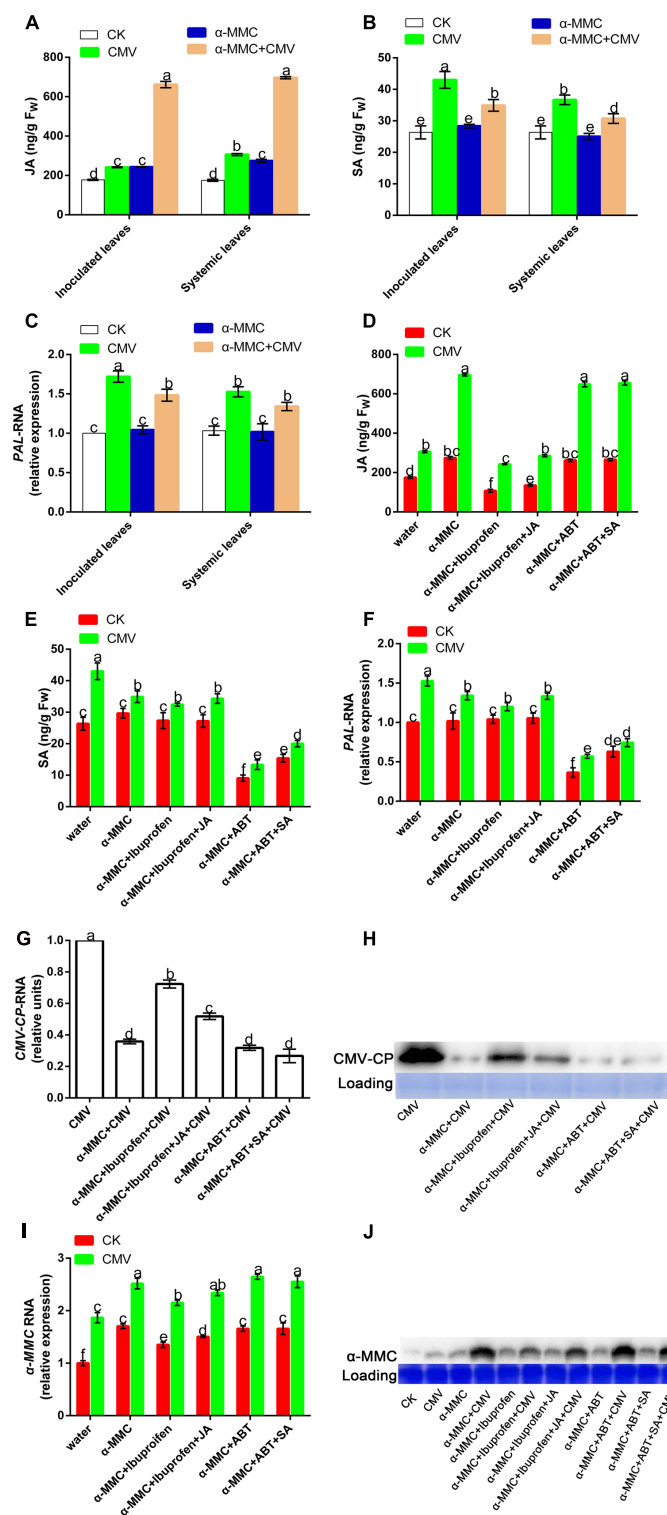 A
CK
CMV
α-MMC
α-MMC+CMV
JA (ng/g FW)
800
600
400
200
0
a
d
c
c
a
d
b
c
Inoculated leaves
Systemic leaves
B
CK
CMV
α-MMC
α-MMC+CMV
SA (ng/g FW)
50
40
30
20
10
0
e
a
e
b
e
b
e
d
Inoculated leaves
Systemic leaves
C
CK
CMV
α-MMC
α-MMC+CMV
PAL-RNA
(relative expression)
2.0
1.5
1.0
0.5
0.0
c
a
c
b
c
b
c
b
Inoculated leaves
Systemic leaves
D
CK
CMV
JA (ng/g FW)
800
600
400
200
0
d
b
bc
a
f
c
e
b
bc
a
bc
a
water
α-MMC
α-MMC+Ibuprofen
α-MMC+Ibuprofen+JA
α-MMC+ABT
α-MMC+ABT+SA
E
CK
CMV
SA (ng/g Fw)
50
40
30
20
10
0
c
a
c
b
c
b
c
b
f
e
e
d
water
α-MMC
α-MMC+Ibuprofen
α-MMC+Ibuprofen+JA
α-MMC+ABT
α-MMC+ABT+SA
F
CK
CMV
PAL-RNA
(relative expression)
2.0
1.5
1.0
0.5
0.0
c
a
c
b
c
b
c
b
f
e
de
d
water
α-MMC
α-MMC+Ibuprofen
α-MMC+Ibuprofen+JA
α-MMC+ABT
α-MMC+ABT+SA
G
CMV-CP-RNA
(relative units)
1.0
0.8
0.6
0.4
0.2
0.0
a
d
b
c
d
d
CMV
α-MMC+CMV
α-MMC+Ibuprofen+CMV
α-MMC+Ibuprofen+JA+CMV
α-MMC+ABT+CMV
α-MMC+ABT+SA+CMV
H
CMV-CP
Loading
CMV
α-MMC+CMV
α-MMC+Ibuprofen+CMV
α-MMC+Ibuprofen+JA+CMV
α-MMC+ABT+CMV
α-MMC+ABT+SA+CMV
I
CK
CMV
α-MMC RNA
(relative expression)
3
2
1
0
f
c
c
a
e
b
d
ab
c
a
c
a
water
α-MMC
α-MMC+Ibuproifen
α-MMC+Ibuprofen+JA
α-MMC+ABT
α-MMC+ABT+SA
J
α-MMC
Loading
CK
CMV
α-MMC
α-MMC+CMV
α-MMC+Ibuprofen
α-MMC+Ibuprofen+CMV
α-MMC+Ibuprofen+JA
α-MMC+Ibuprofen+JA+CMV
α-MMC+ABT
α-MMC+ABT+CMV
α-MMC+ABT+SA